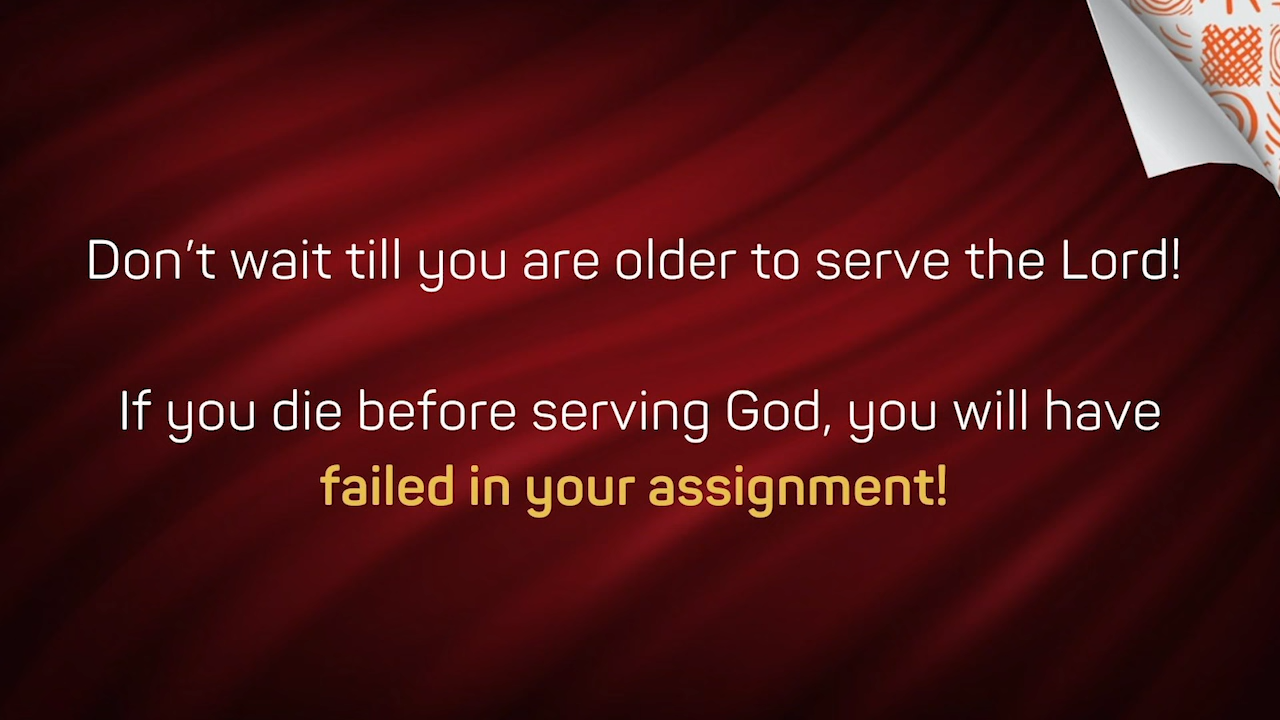 Don't wait till you are older to serve the Lord!
If you die before serving God, you will have
failed in your assignment!